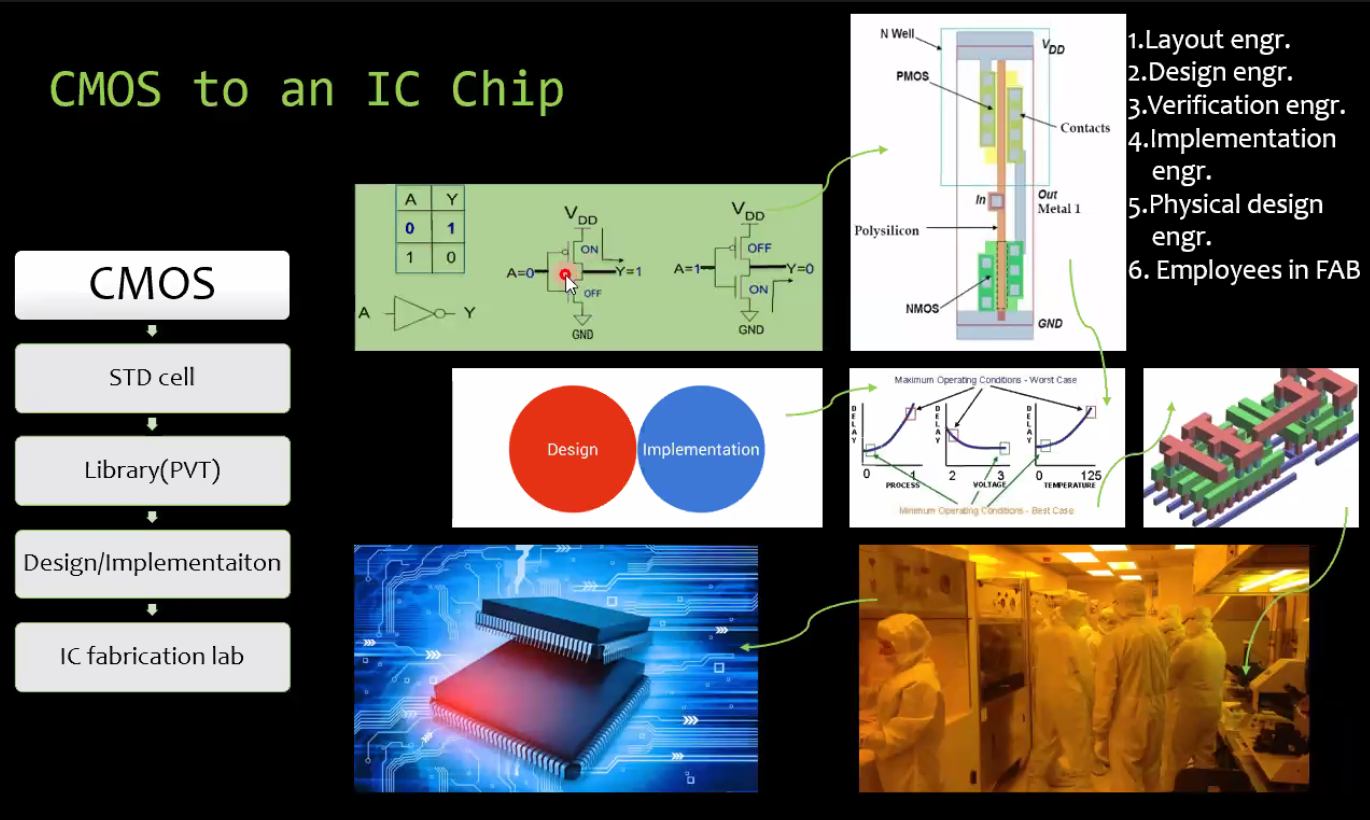 CMOS to an IC Chip
CMOS
STD cell
Library(PVT)
Design/Implementaiton
IC fabrication lab
A Y
0 1
1 0
A Y
VDD
ON
A=0 Y=1
OFF
GND
VDD
OFF
A=1 Y=0
ON
GND
N Well
VDD
PMOS
Contacts
In
Out
Metal 1
Polysilicon
NMOS
GND
1.Layout engr.
2.Design engr.
3.Verification engr.
4.Implementation
engr.
5.Physical design
engr.
6. Employees in FAB
Design
Implementation
Maximum Operating Conditions - Worst Case
DELAY
0 1
PROCESS
DELAY
2 3
VOLTAGE
DELAY
0 125
TEMPERATURE
Minimum Operating Conditions - Best Case